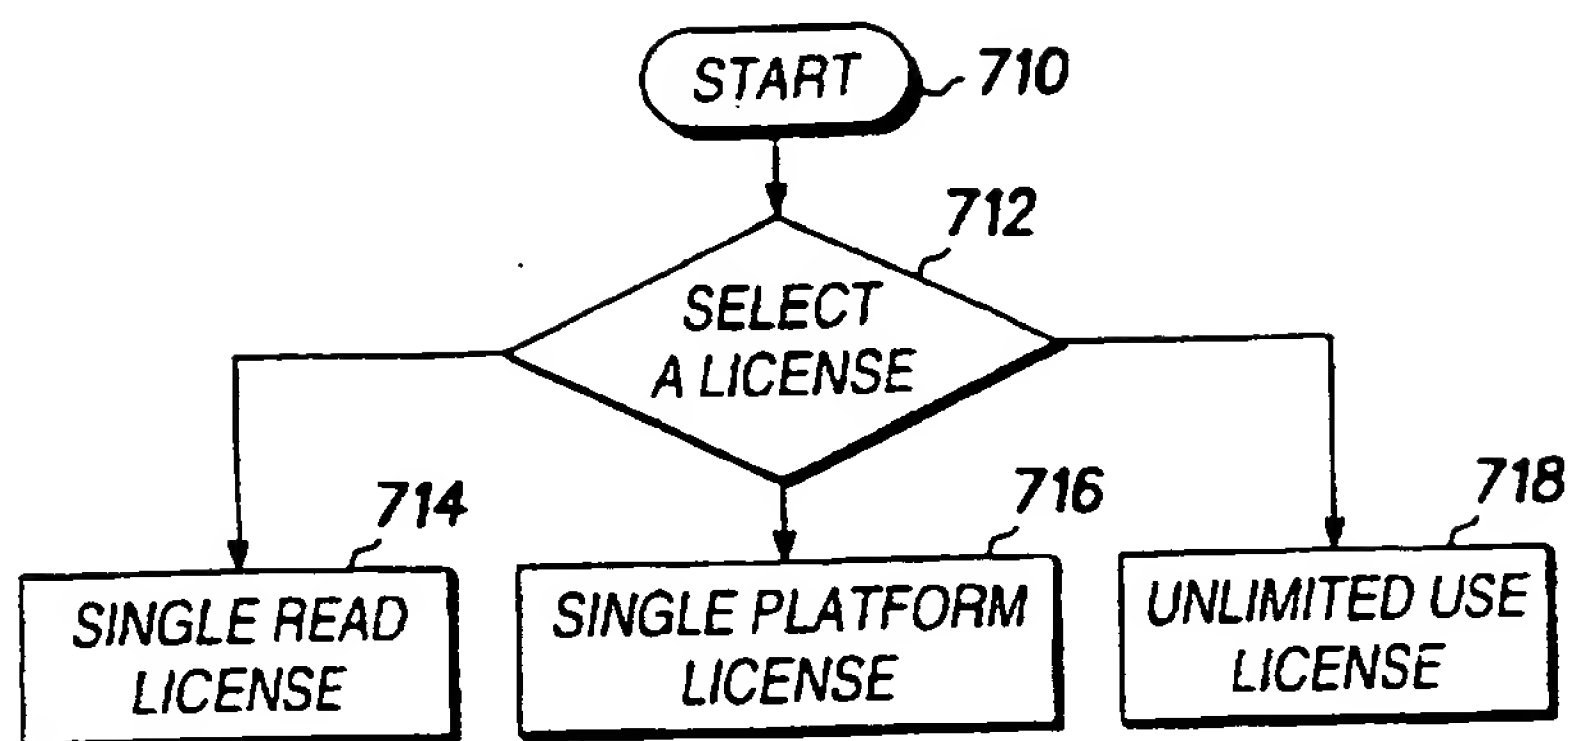 START
710
712
SELECT
A LICENSE
714
716
718
SINGLE READ
LICENSE
SINGLE PLATFORM
LICENSE
UNLIMITED USE
LICENSE